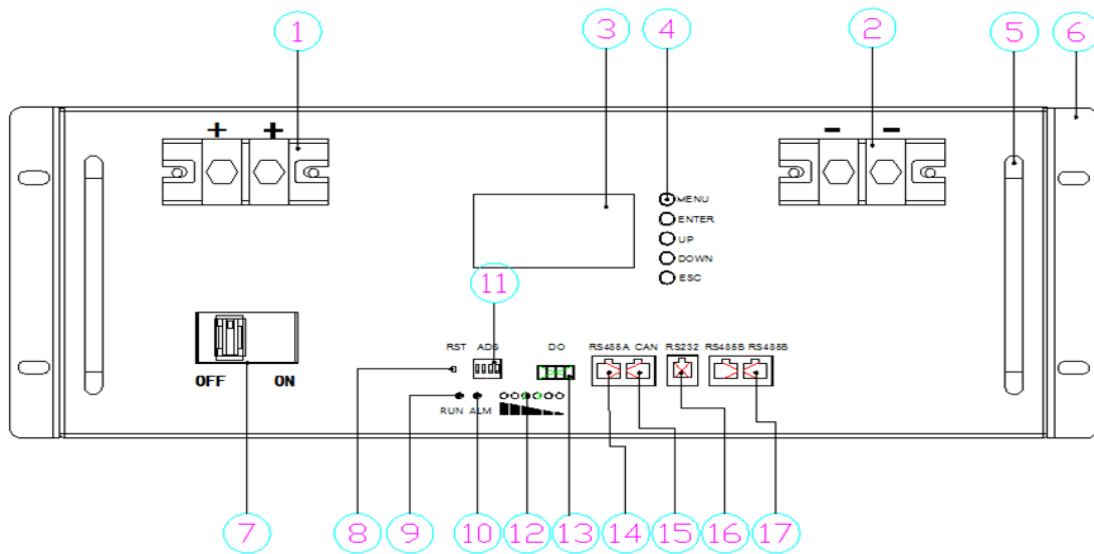 1 2 3 4 5 6
+ + - -
MENU
ENTER
UP
DOWN
ESC
11
RST ADS DO RS485A CAN RS232 RS485B RS485B
OFF ON
RUN ALM
7 8 9 10 12 13 14 15 16 17